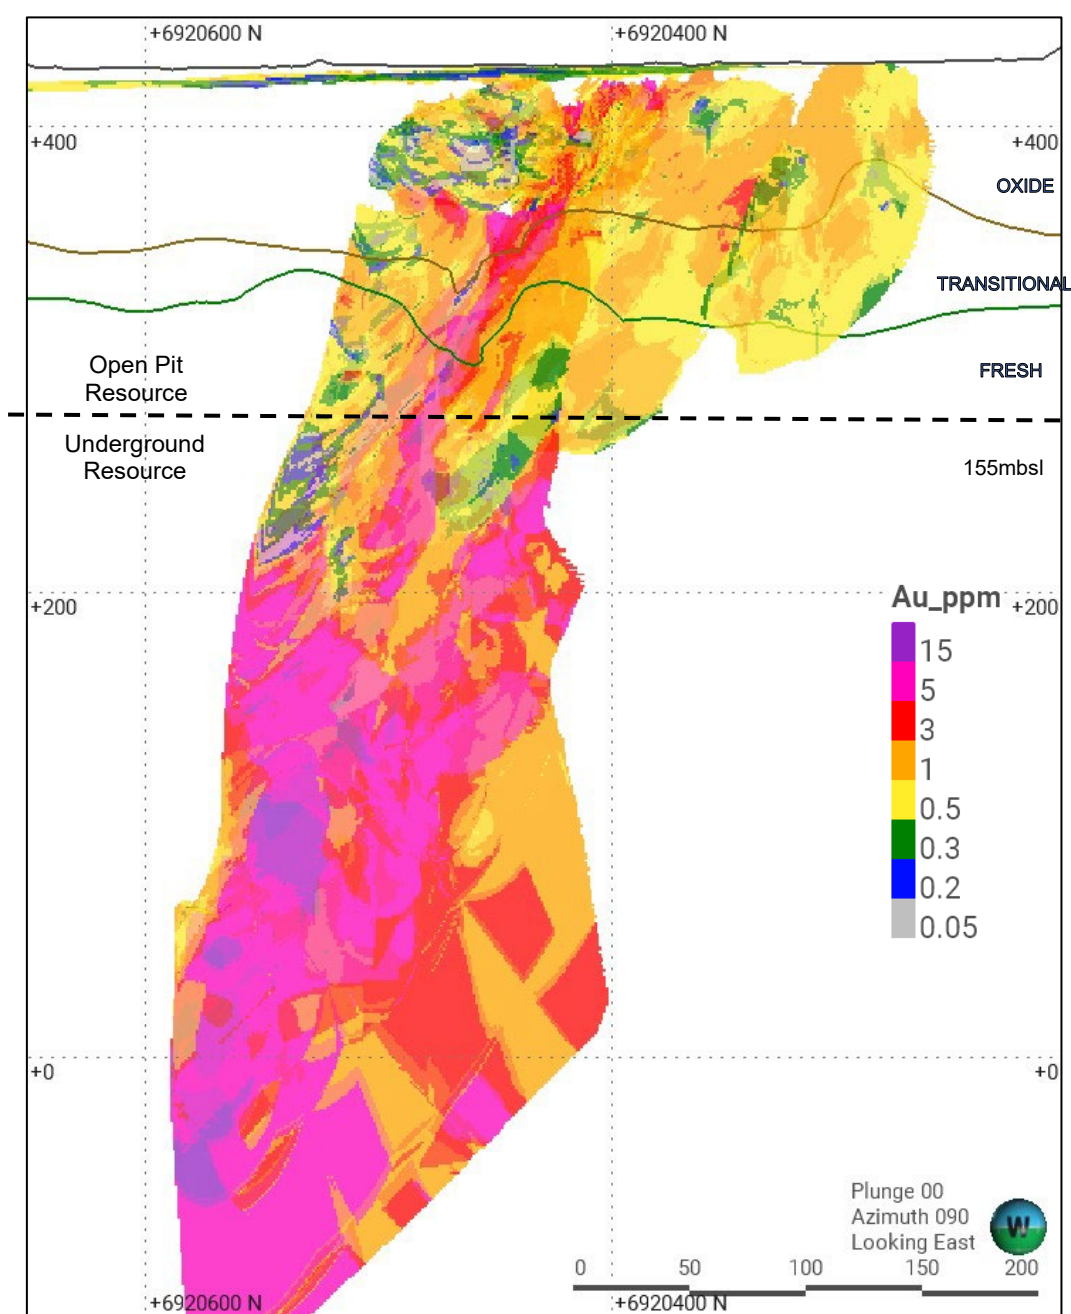 +6920600 N
+6920400 N
+400
+400
OXIDE
TRANSITIONAL
Open Pit
Resource
FRESH
Underground
Resource
155mbsl
Au_ppm
+200
+200
15
5
3
1
0.5
0.3
0.2
0.05
+0
+0
Plunge 00
Azimuth 090
Looking East
W
0
50
100
150
200
+6920600 N
+6920400 N